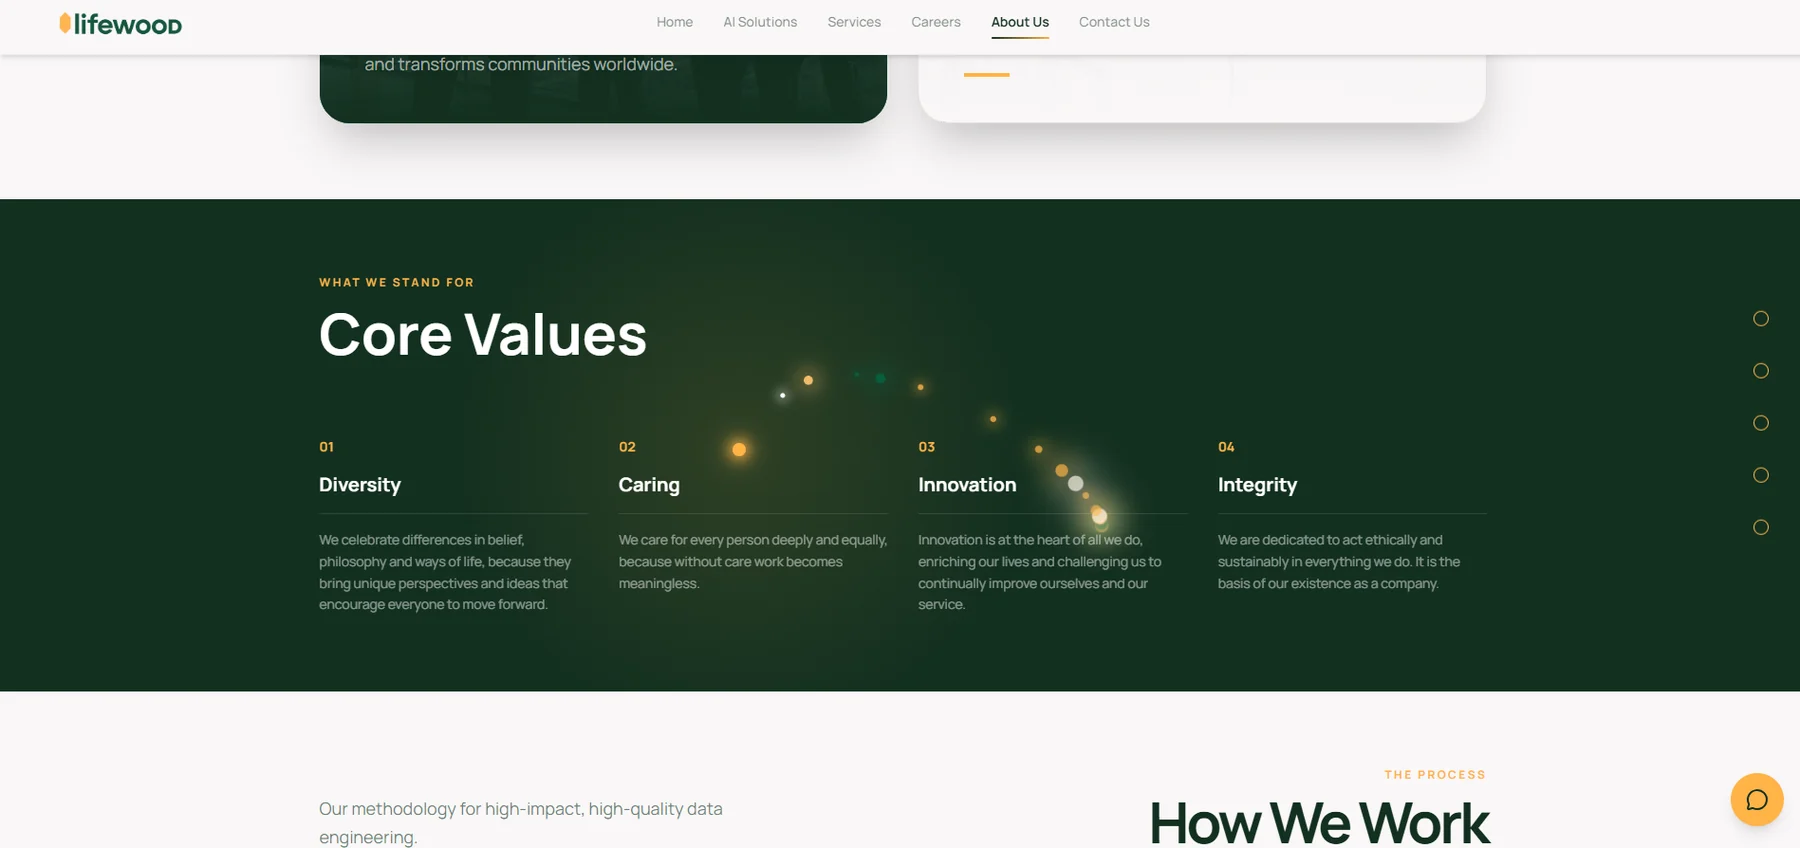 lifewood
Home
AI Solutions
Services
Careers
About Us
Contact Us
and transforms communities worldwide.
WHAT WE STAND FOR
Core Values
01
Diversity
We celebrate differences in belief,
philosophy and ways of life, because they
bring unique perspectives and ideas that
encourage everyone to move forward.
02
Caring
We care for every person deeply and equally,
because without care work becomes
meaningless.
03
Innovation
Innovation is at the heart of all we do,
enriching our lives and challenging us to
continually improve ourselves and our
service.
04
Integrity
We are dedicated to act ethically and
sustainably in everything we do. It is the
basis of our existence as a company.
THE PROCESS
How We Work
Our methodology for high-impact, high-quality data
engineering.